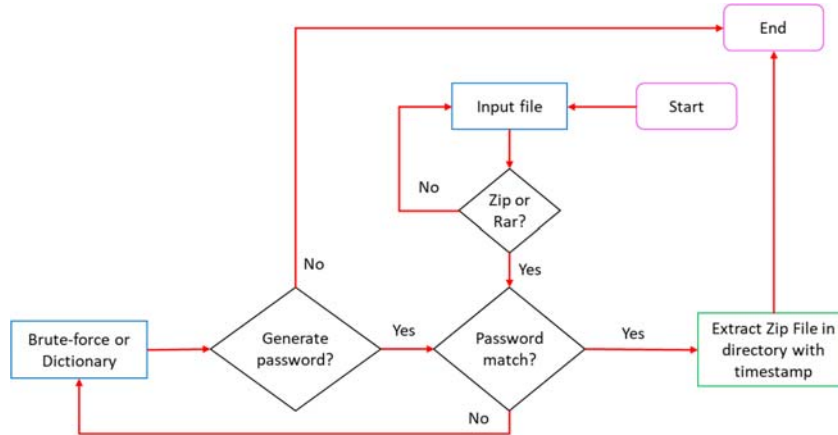 End
Input file
Start
No
Zip or
Rar?
No
Yes
Brute-force or
Dictionary
Generate
password?
Yes
Password
match?
Yes
Extract Zip File in
directory with
timestamp
No